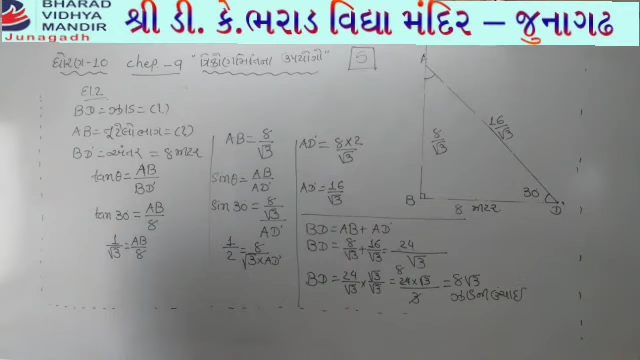 BHARAD
VIDHYA
MANDIR
Junagadh
શ્રી ડી. કે.ભરાડ વિદ્યા મંદિર – જુનાગઢ
ધોરણ-10 chep-9 "ત્રિકોણમિતિના ઉપયોગો" 5
દા.2
BD = ઝાડ = (?)
AB = તૂટેલો ભાગ = (?)
BD' = અંતર = 8 મીટર
tanθ = AB/BD'
tan 30 = AB/8
1/√3 = AB/8
AB = 8/√3
sinθ = AB/AD'
sin 30 = 8/√3 / AD'
1/2 = 8/√3 × AD'
AD' = 8×2/√3
AD' = 16/√3
BD = AB + AD'
BD = 8/√3 + 16/√3 = 24/√3
BD = 24/√3 × √3/√3 = 24×√3/3 = 8√3
8
ઝાડની ઊંચાઈ
A
8/√3
16/√3
B
30
D'
8 મીટર